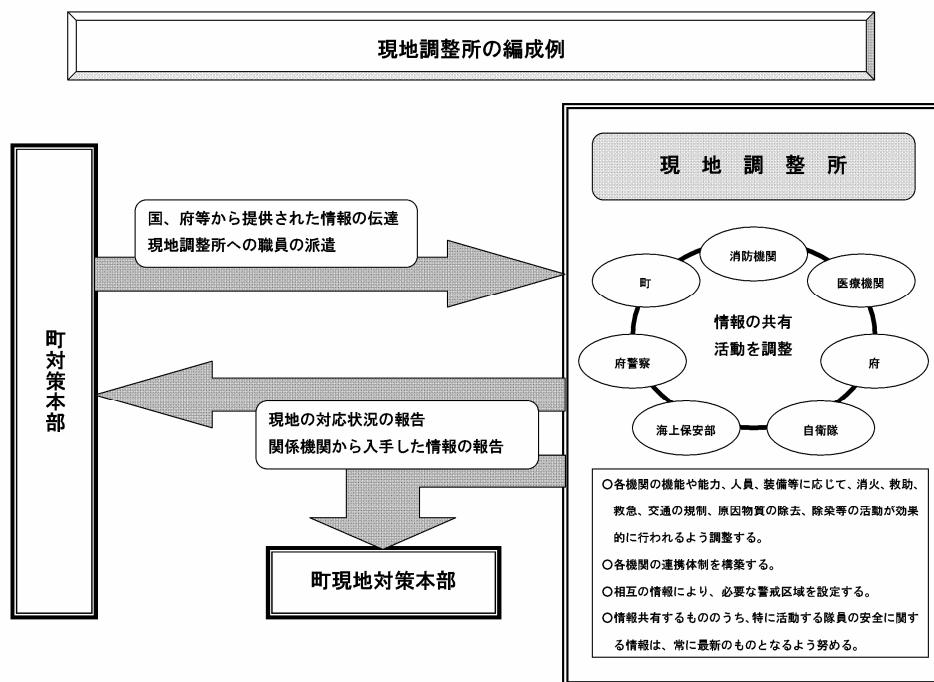 現地調整所の編成例
町対策本部
国、府等から提供された情報の伝達
現地調整所への職員の派遣
現地の対応状況の報告
関係機関から入手した情報の報告
町現地対策本部
現地調整所
消防機関
町
医療機関
情報の共有
活動を調整
府警察
府
海上保安部
自衛隊
○各機関の機能や能力、人員、装備等に応じて、消火、救助、
救急、交通の規制、原因物質の除去、除染等の活動が効果
的に行われるよう調整する。
○各機関の連携体制を構築する。
○相互の情報により、必要な警戒区域を設定する。
○情報共有するもののうち、特に活動する隊員の安全に関す
る情報は、常に最新のものとなるよう努める。